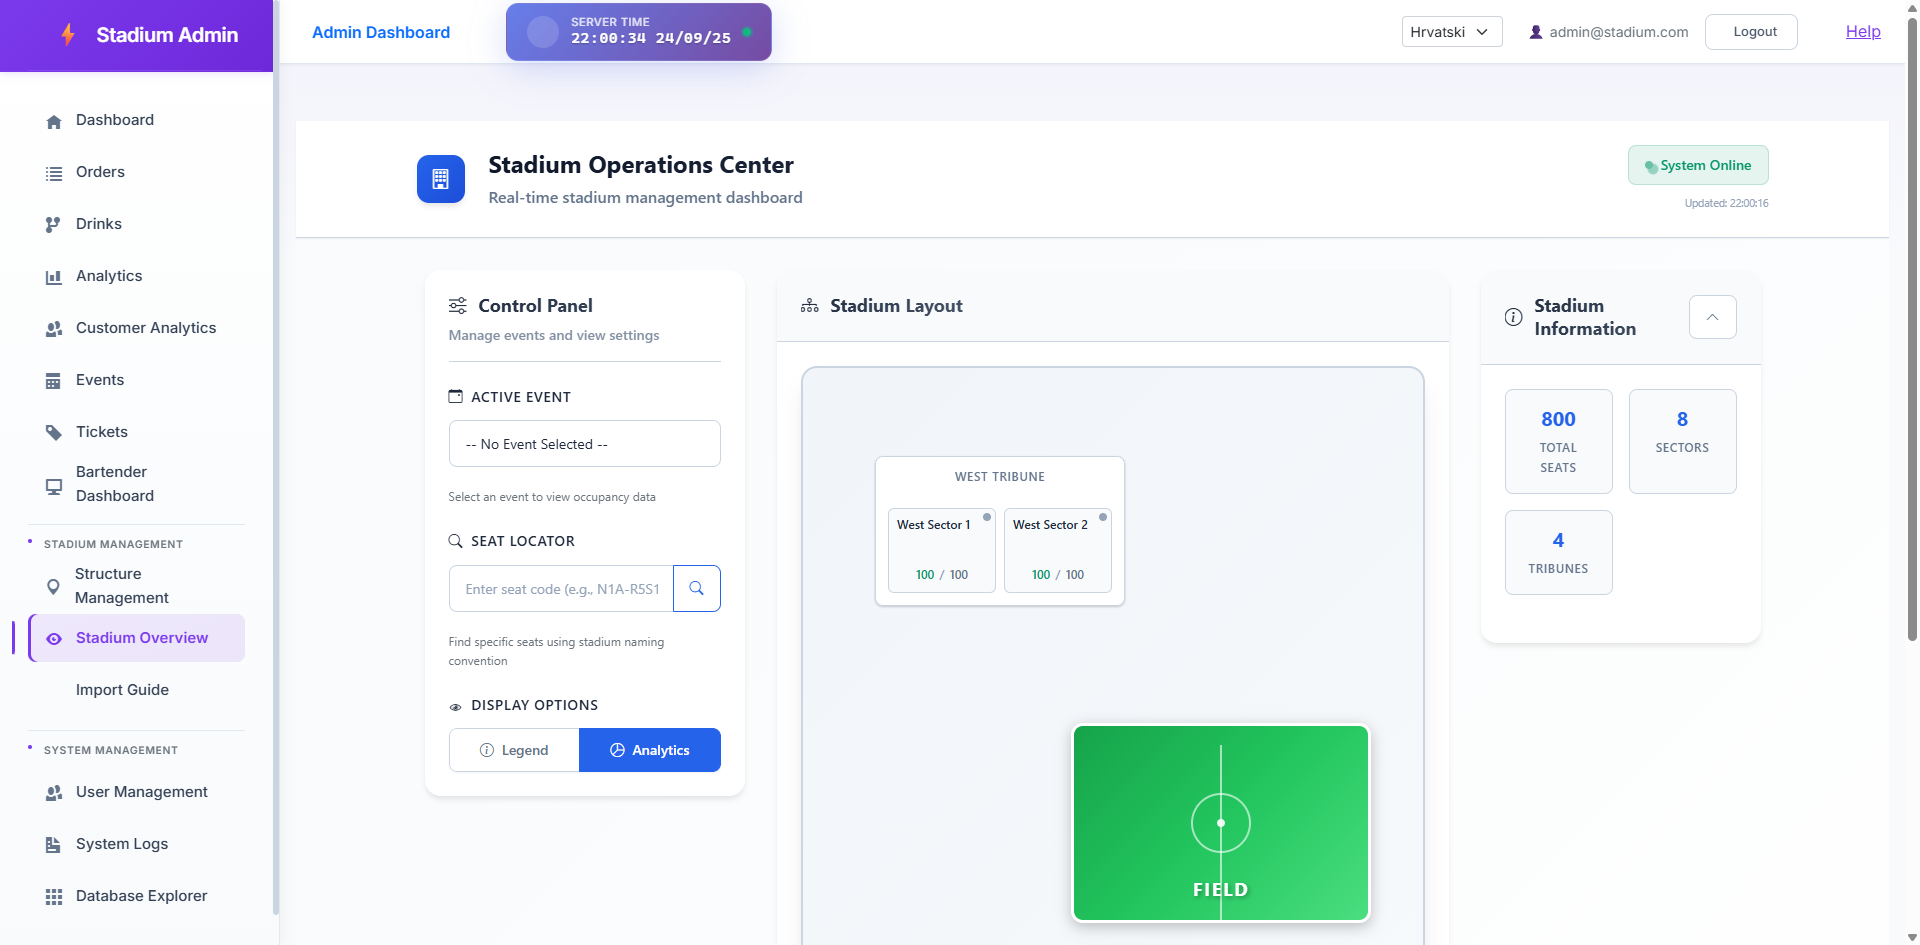 Stadium Admin
Admin Dashboard
SERVER TIME
22:00:34 24/09/25
Hrvatski
admin@stadium.com
Logout
Help
Dashboard
Orders
Drinks
Analytics
Customer Analytics
Events
Tickets
Bartender
Dashboard
STADIUM MANAGEMENT
Structure
Management
Stadium Overview
Import Guide
SYSTEM MANAGEMENT
User Management
System Logs
Database Explorer
Stadium Operations Center
Real-time stadium management dashboard
System Online
Updated: 22:00:16
Control Panel
Manage events and view settings
ACTIVE EVENT
-- No Event Selected --
Select an event to view occupancy data
SEAT LOCATOR
Enter seat code (e.g., N1A-R5S1
Find specific seats using stadium naming
convention
DISPLAY OPTIONS
Legend
Analytics
Stadium Layout
WEST TRIBUNE
West Sector 1
100 / 100
West Sector 2
100 / 100
FIELD
Stadium
Information
800
TOTAL
SEATS
8
SECTORS
4
TRIBUNES